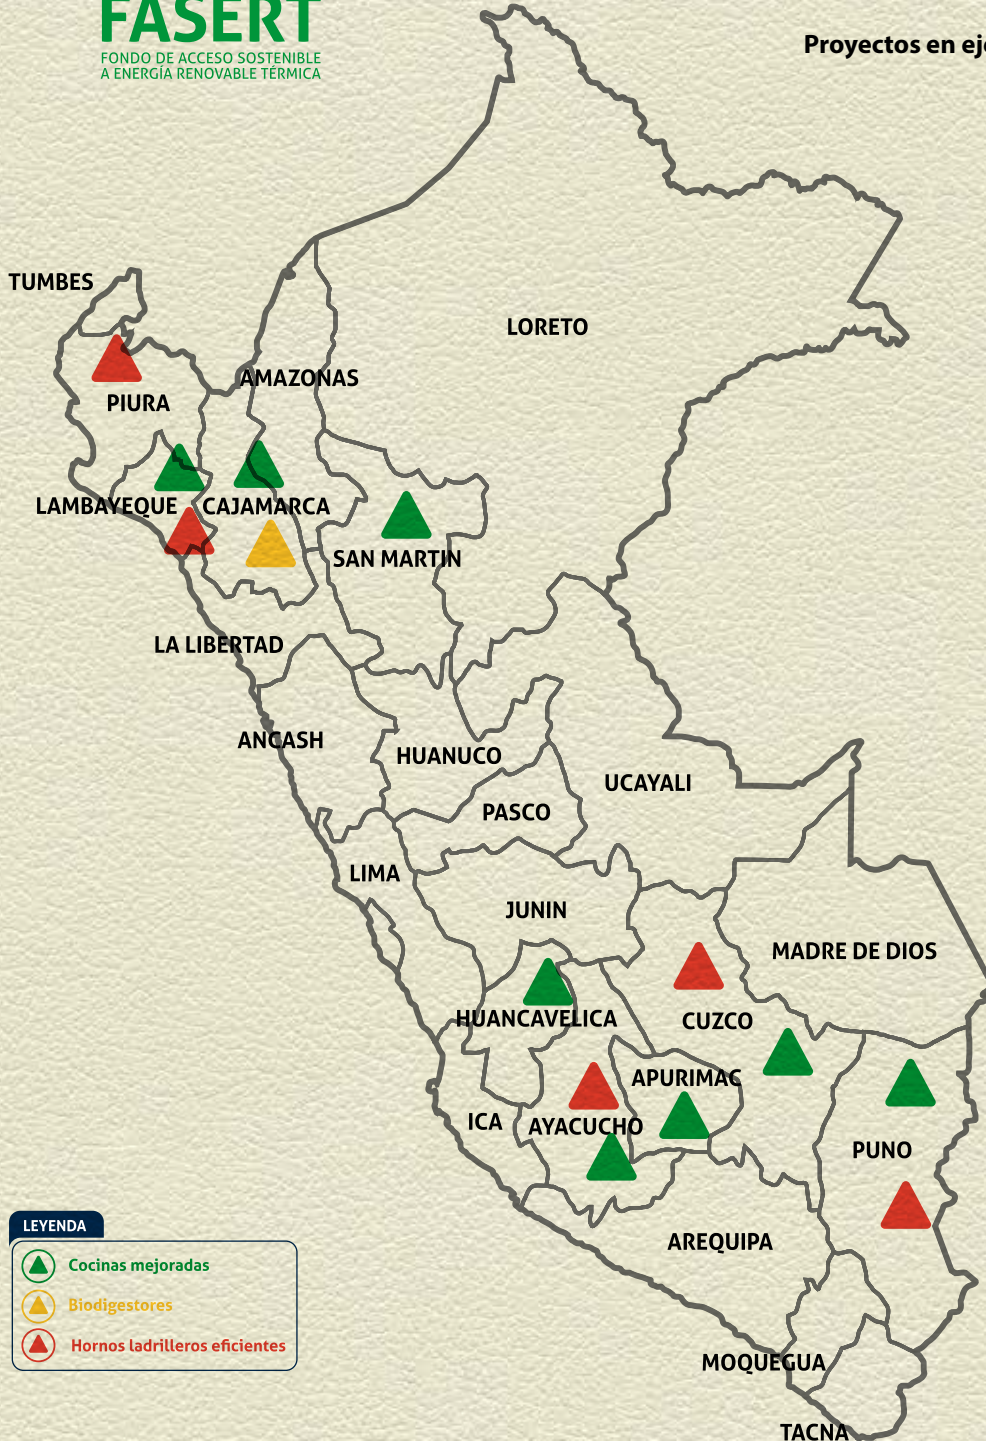 FASERT
FONDO DE ACCESO SOSTENIBLE
A ENERGÍA RENOVABLE TÉRMICA
Proyectos en eje
TUMBES
LORETO
AMAZONAS
PIURA
LAMBAYEQUE
CAJAMARCA
SAN MARTIN
LA LIBERTAD
ANCASH
HUANUCO
UCAYALI
PASCO
LIMA
JUNIN
MADRE DE DIOS
HUANCAVELICA
CUZCO
APURIMAC
ICA
AYACUCHO
PUNO
AREQUIPA
MOQUEGUA
TACNA
LEYENDA
Cocinas mejoradas
Biodigestores
Hornos ladrilleros eficientes